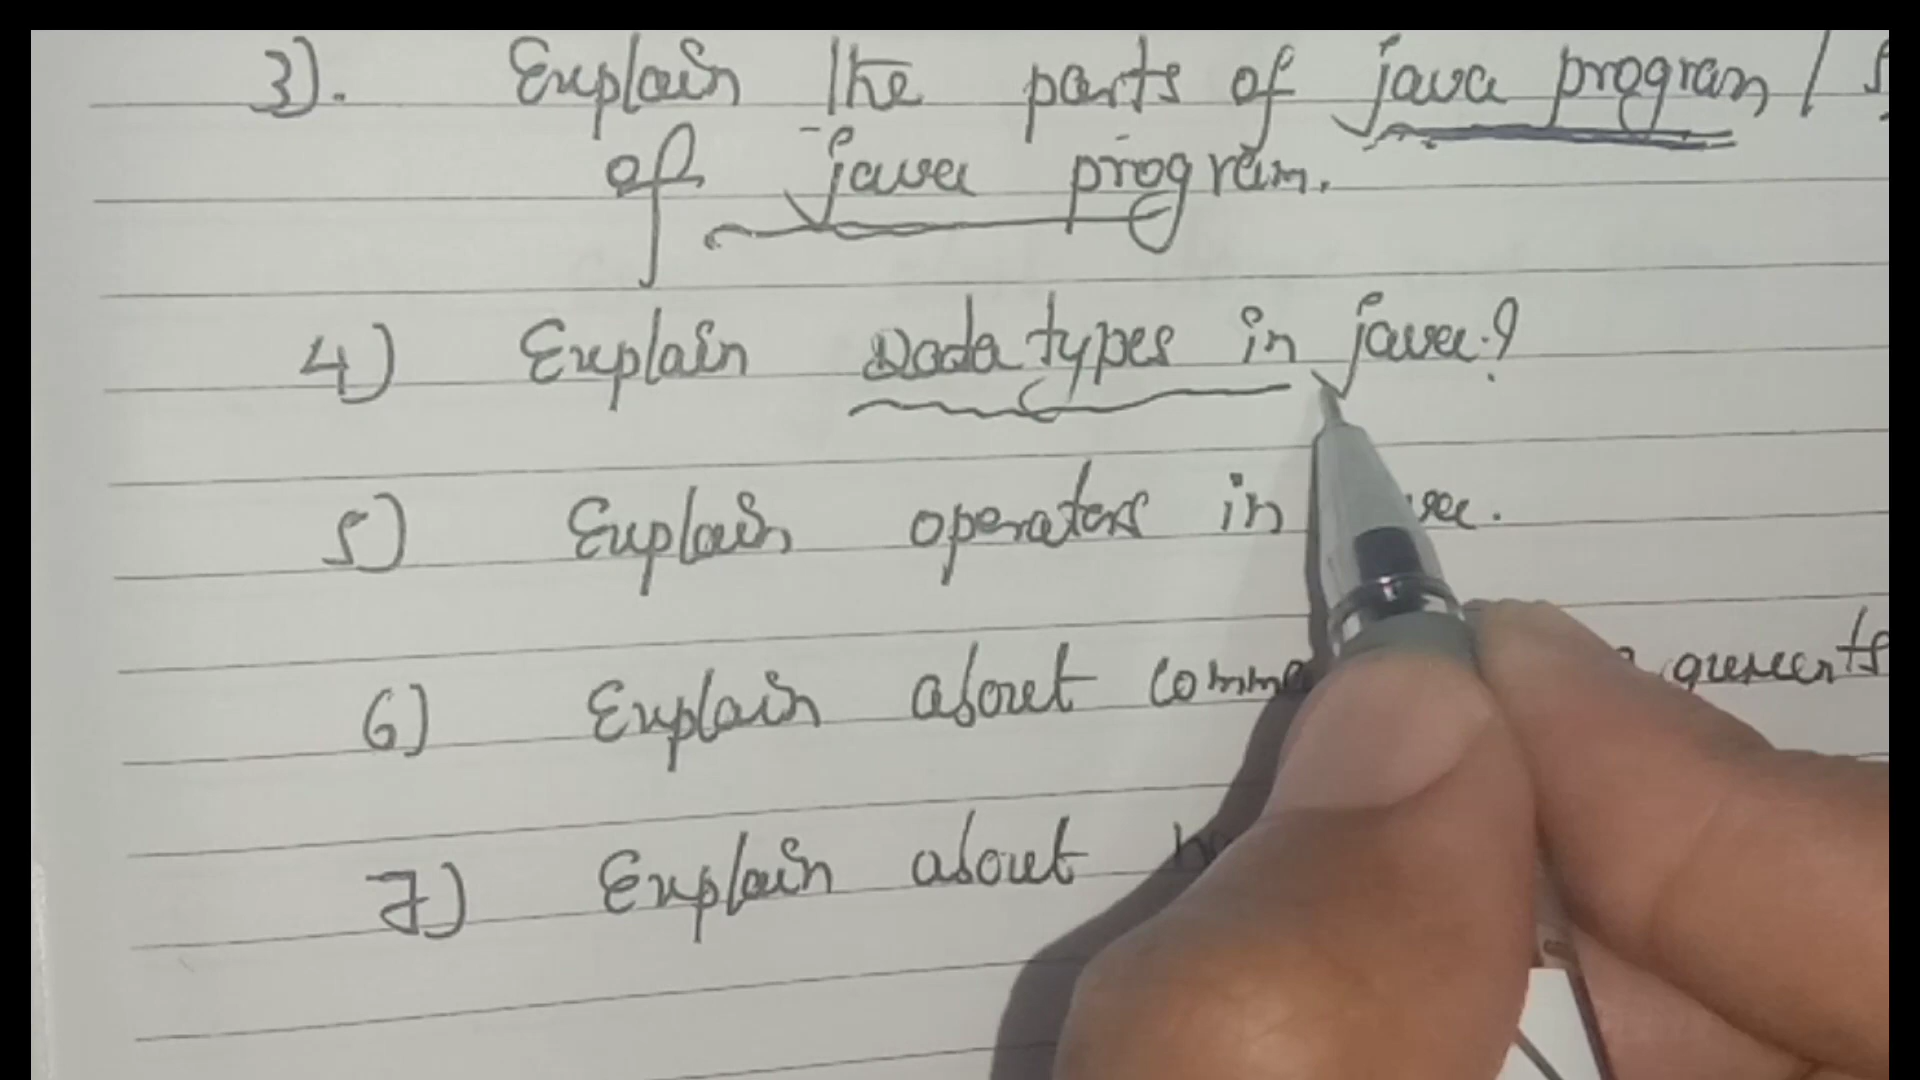 3). Explain the parts of java program /
of java program.
4) Explain Data types in java?
5) Explain operators in
6) Explain about
7) Explain about